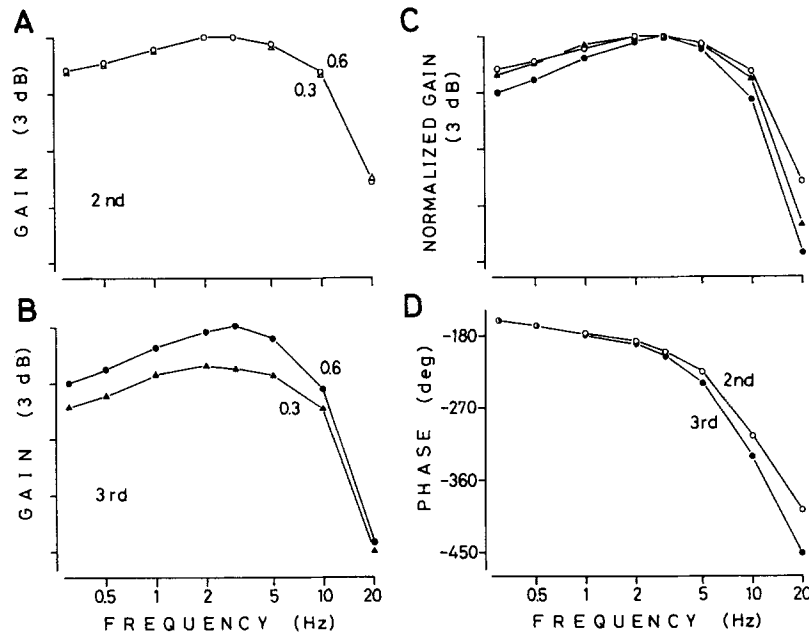 A
GAIN (3 dB)
0.6
0.3
2nd
C
NORMALIZED GAIN
(3 dB)
B
GAIN (3 dB)
0.6
0.3
3rd
0.5 1 2 5 10 20
FREQUENCY (Hz)
D
PHASE (deg)
-180
-270
-360
-450
2nd
3rd
0.5 1 2 5 10 20
FREQUENCY (Hz)